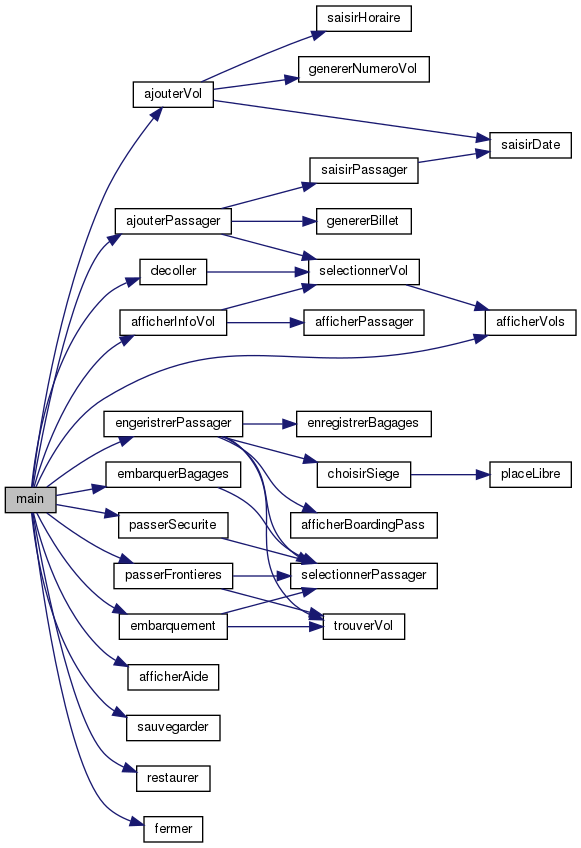 saisirHoraire
genererNumeroVol
ajouterVol
saisirDate
saisirPassager
ajouterPassager
genererBillet
decoller
selectionnerVol
afficherInfoVol
afficherPassager
afficherVols
engeristrerPassager
enregistrerBagages
embarquerBagages
choisirSiege
placeLibre
main
passerSecurite
afficherBoardingPass
passerFrontieres
selectionnerPassager
embarquement
trouverVol
afficherAide
sauvegarder
restaurer
fermer